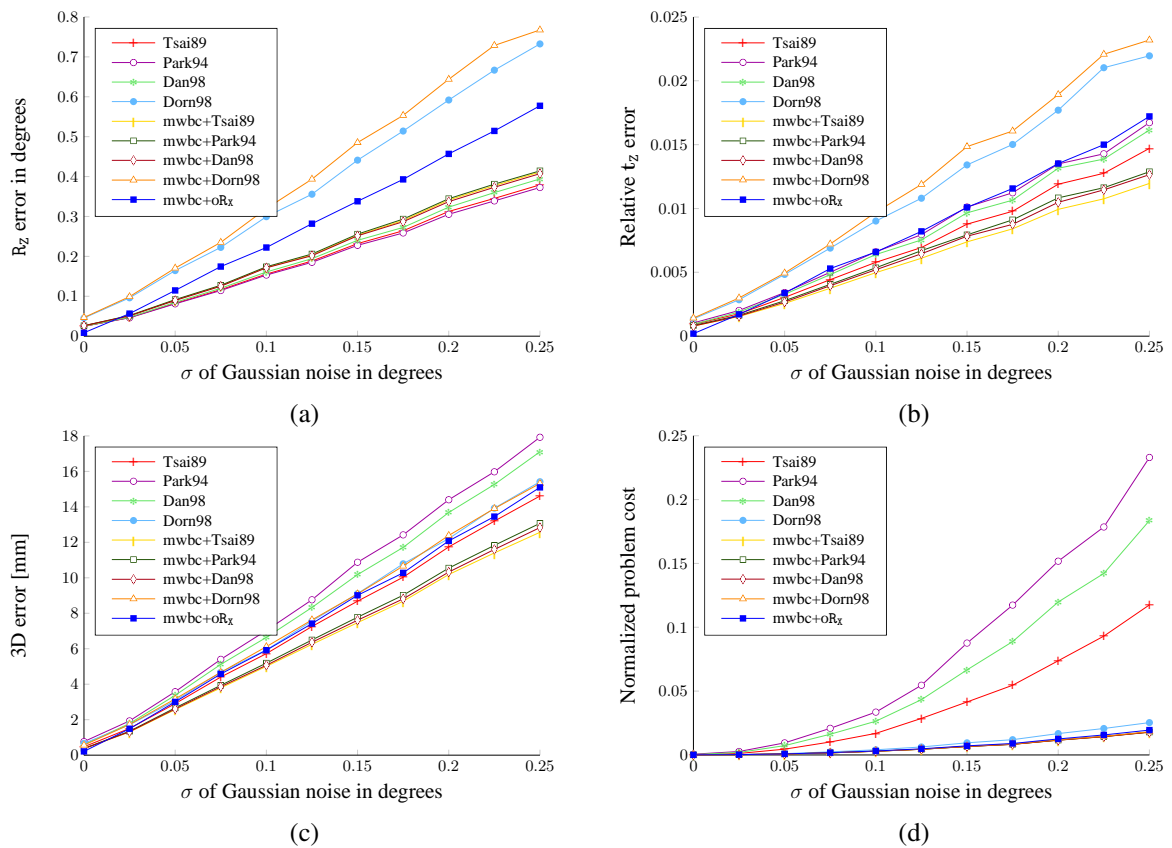 0.8
0.7
0.6
0.5
0.4
0.3
0.2
0.1
0
R_Z error in degrees
Tsai89
Park94
Dan98
Dorn98
mwbc+Tsai89
mwbc+Park94
mwbc+Dan98
mwbc+Dorn98
mwbc+oR_X
0 0.05 0.1 0.15 0.2 0.25
σ of Gaussian noise in degrees
(a)
0.025
0.02
0.015
0.01
0.005
0
Relative t_Z error
Tsai89
Park94
Dan98
Dorn98
mwbc+Tsai89
mwbc+Park94
mwbc+Dan98
mwbc+Dorn98
mwbc+oR_X
0 0.05 0.1 0.15 0.2 0.25
σ of Gaussian noise in degrees
(b)
18
16
14
12
10
8
6
4
2
0
3D error [mm]
Tsai89
Park94
Dan98
Dorn98
mwbc+Tsai89
mwbc+Park94
mwbc+Dan98
mwbc+Dorn98
mwbc+oR_X
0 0.05 0.1 0.15 0.2 0.25
σ of Gaussian noise in degrees
(c)
0.25
0.2
0.15
0.1
0.05
0
Normalized problem cost
Tsai89
Park94
Dan98
Dorn98
mwbc+Tsai89
mwbc+Park94
mwbc+Dan98
mwbc+Dorn98
mwbc+oR_X
0 0.05 0.1 0.15 0.2 0.25
σ of Gaussian noise in degrees
(d)